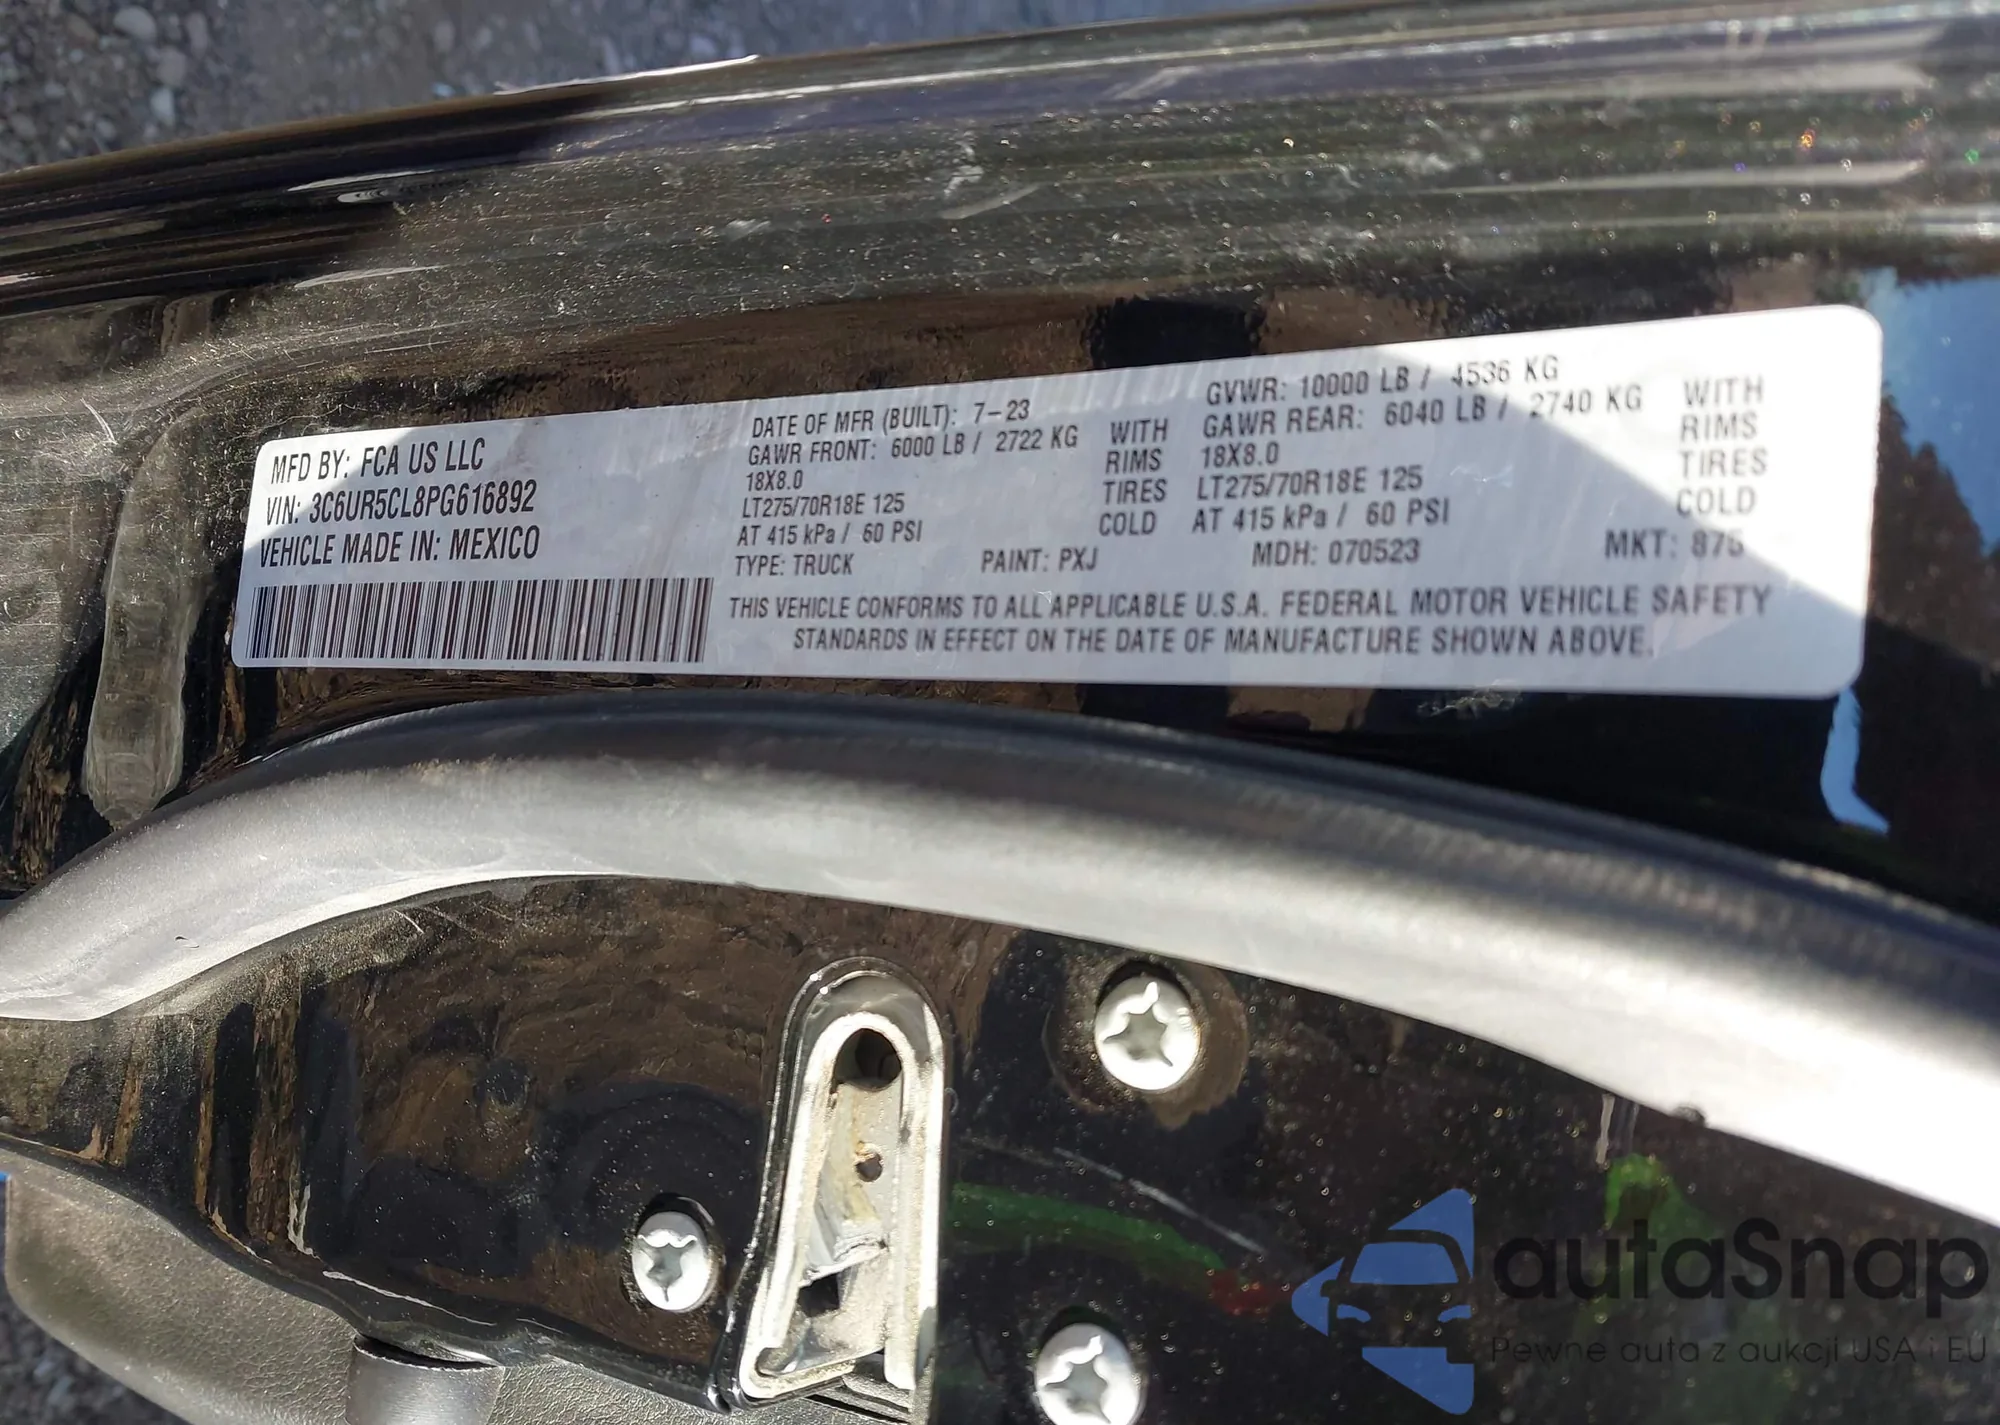 MFD BY: FCA US LLC
VIN: 3C6UR5CL8PG616892
VEHICLE MADE IN: MEXICO
DATE OF MFR (BUILT): 7-23
GAWR FRONT: 6000 LB / 2722 KG
18X8.0
LT275/70R18E 125
AT 415 kPa / 60 PSI
WITH
RIMS
TIRES
COLD
GVWR: 10000 LB / 4536 KG
GAWR REAR: 6040 LB / 2740 KG
18X8.0
LT275/70R18E 125
AT 415 kPa / 60 PSI
WITH
RIMS
TIRES
COLD
TYPE: TRUCK PAINT: PXJ MDH: 070523 MKT: 875
THIS VEHICLE CONFORMS TO ALL APPLICABLE U.S.A. FEDERAL MOTOR VEHICLE SAFETY
STANDARDS IN EFFECT ON THE DATE OF MANUFACTURE SHOWN ABOVE.
autaSnap
Pewne auta z aukcji USA i EU